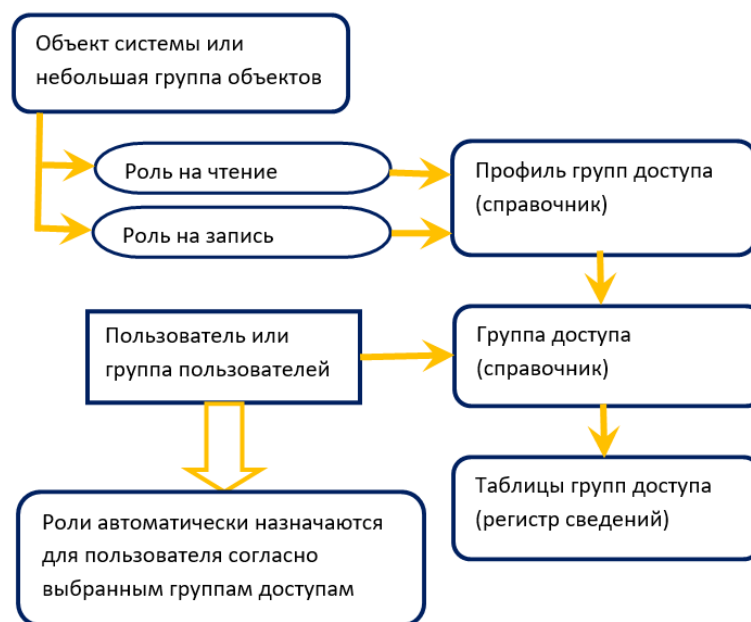 Объект системы или
небольшая группа объектов
Роль на чтение
Роль на запись
Профиль групп доступа
(справочник)
Пользователь или
группа пользователей
Группа доступа
(справочник)
Роли автоматически назначаются
для пользователя согласно
выбранным группам доступам
Таблицы групп доступа
(регистр сведений)